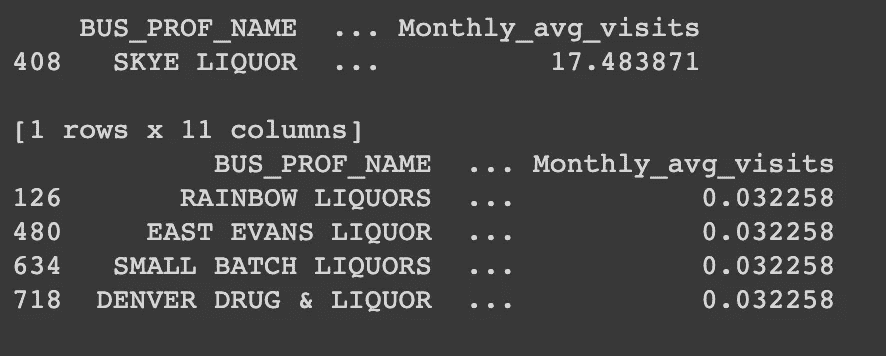 BUS_PROF_NAME ... Monthly_avg_visits
408 SKYE LIQUOR ... 17.483871
[1 rows x 11 columns]
BUS_PROF_NAME ... Monthly_avg_visits
126 RAINBOW LIQUORS ... 0.032258
480 EAST EVANS LIQUOR ... 0.032258
634 SMALL BATCH LIQUORS ... 0.032258
718 DENVER DRUG & LIQUOR ... 0.032258